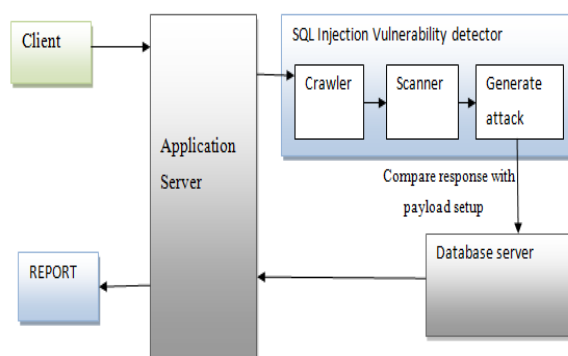 Client
SQL Injection Vulnerability detector
Crawler
Scanner
Generate
attack
Application
Server
Compare response with
payload setup
Database server
REPORT